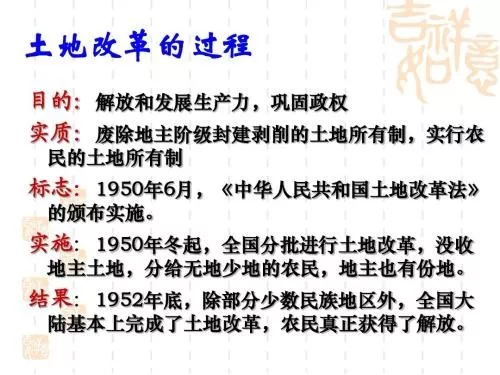 土地改革的过程
吉祥
如意
目的：解放和发展生产力，巩固政权
实质：废除地主阶级封建剥削的土地所有制，实行农
民的土地所有制
标志：1950年6月，《中华人民共和国土地改革法》
的颁布实施。
实施：1950年冬起，全国分批进行土地改革，没收
地主土地，分给无地少地的农民，地主也有份地。
结果：1952年底，除部分少数民族地区外，全国大
陆基本上完成了土地改革，农民真正获得了解放。